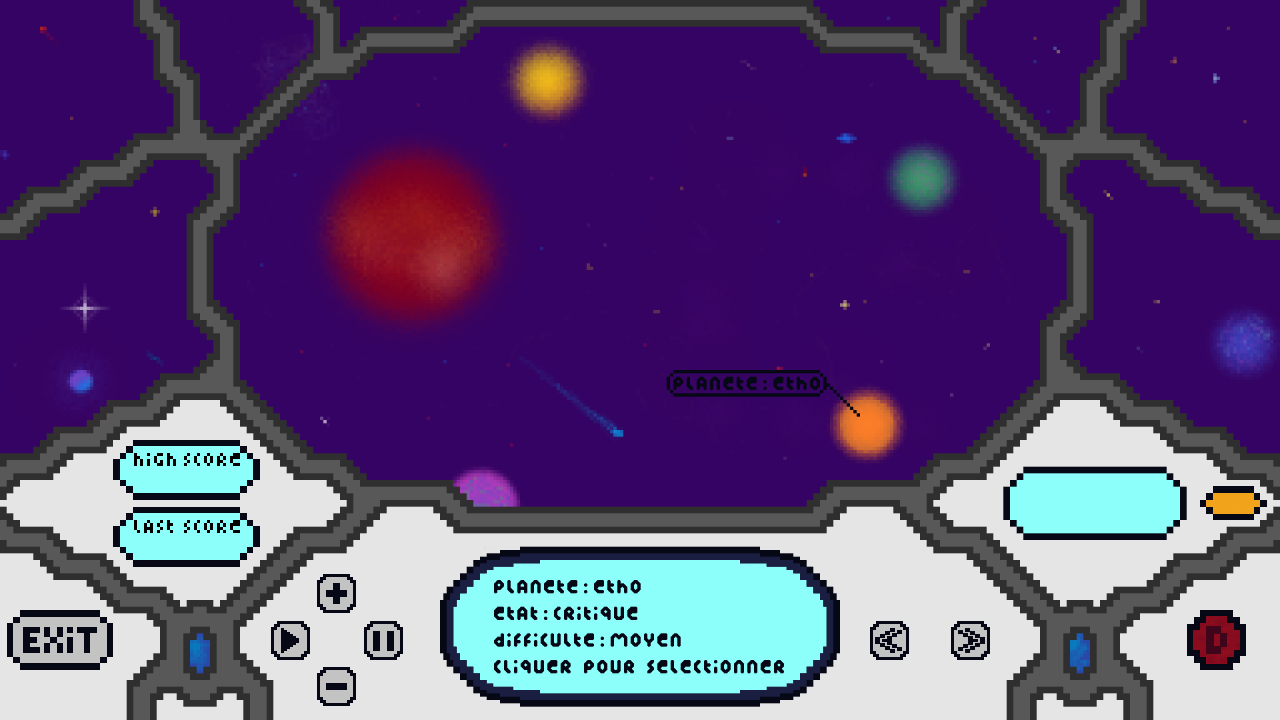 PLANETE : ETHO
HIGH SCORE
LAST SCORE
EXIT
PLANETE : ETHO
ETAT : CRITIQUE
DIFFICULTE : MOYEN
CLIQUER POUR SELECTIONNER
D